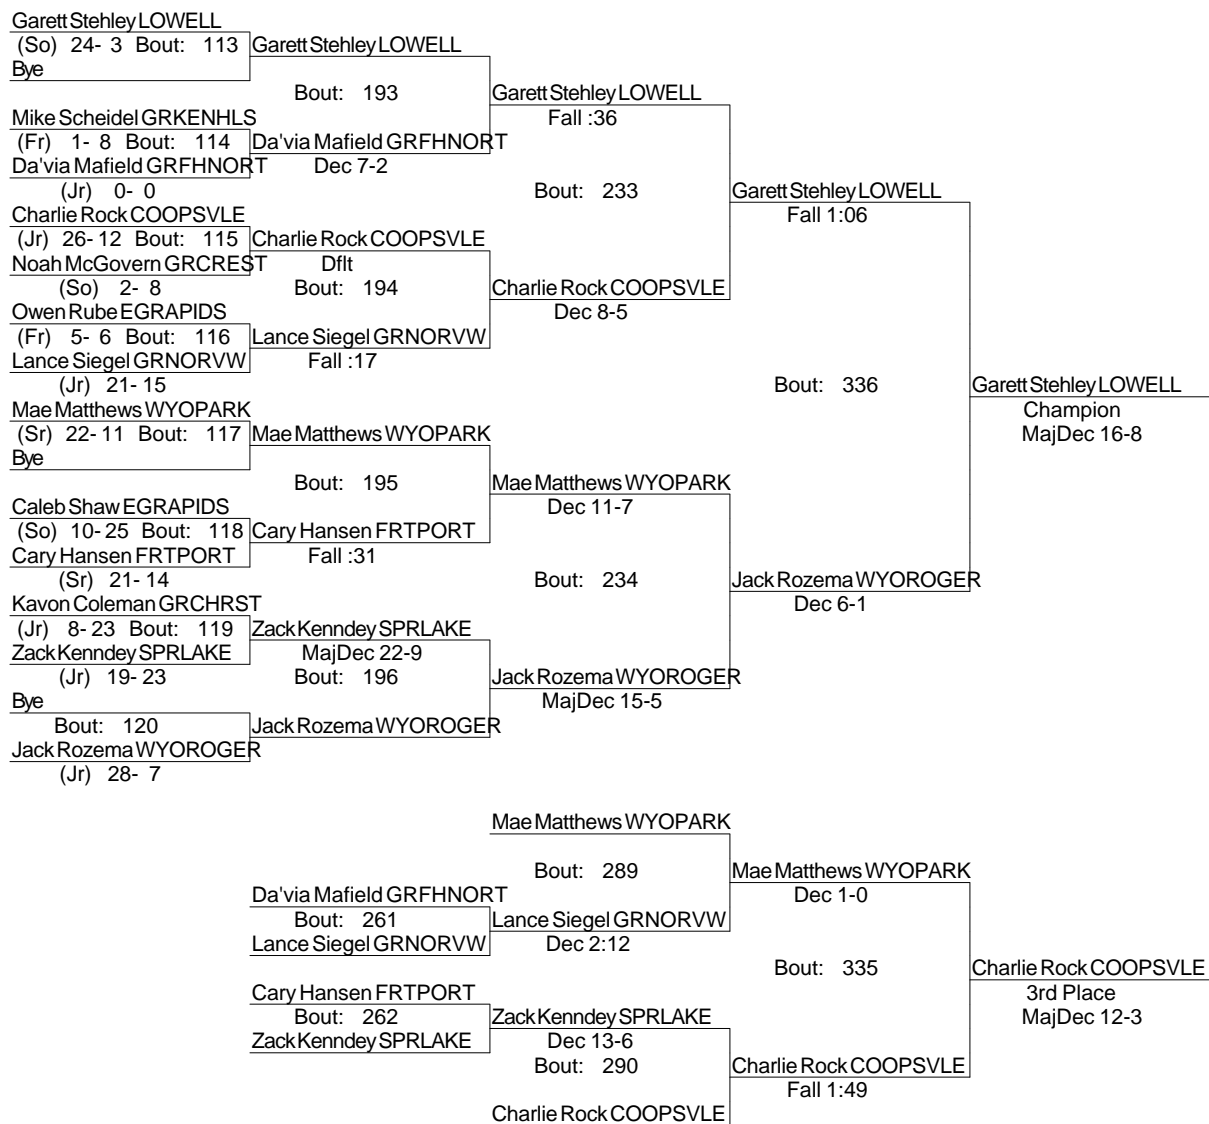 Garett Stehley LOWELL
(So) 24- 3 Bout: 113 Garett Stehley LOWELL
Bye
Bout: 193 Garett Stehley LOWELL
Mike Scheidel GRKENHLS Fall :36
(Fr) 1- 8 Bout: 114 Da'via Mafield GRFHNORT
Da'via Mafield GRFHNORT Dec 7-2
(Jr) 0- 0 Bout: 233 Garett Stehley LOWELL
Charlie Rock COOPSVLE Fall 1:06
(Jr) 26- 12 Bout: 115 Charlie Rock COOPSVLE
Noah McGovern GRCREST Dflt
(So) 2- 8 Bout: 194 Charlie Rock COOPSVLE
Owen Rube EGRAPIDS Dec 8-5
(Fr) 5- 6 Bout: 116 Lance Siegel GRNORVW
Lance Siegel GRNORVW Fall :17
(Jr) 21- 15 Bout: 336 Garett Stehley LOWELL
Mae Matthews WYOPARK Champion
(Sr) 22- 11 Bout: 117 Mae Matthews WYOPARK MajDec 16-8
Bye
Bout: 195 Mae Matthews WYOPARK
Caleb Shaw EGRAPIDS Dec 11-7
(So) 10- 25 Bout: 118 Cary Hansen FRTPORT
Cary Hansen FRTPORT Fall :31
(Sr) 21- 14 Bout: 234 Jack Rozema WYOROGER
Kavon Coleman GRCHRST Dec 6-1
(Jr) 8- 23 Bout: 119 Zack Kenndey SPRLAKE
Zack Kenndey SPRLAKE MajDec 22-9
(Jr) 19- 23 Bout: 196 Jack Rozema WYOROGER
Bye MajDec 15-5
Bout: 120 Jack Rozema WYOROGER
Jack Rozema WYOROGER
(Jr) 28- 7
Mae Matthews WYOPARK
Bout: 289 Mae Matthews WYOPARK
Da'via Mafield GRFHNORT Dec 1-0
Bout: 261 Lance Siegel GRNORVW
Lance Siegel GRNORVW Dec 2:12
Bout: 335 Charlie Rock COOPSVLE
Cary Hansen FRTPORT 3rd Place
Bout: 262 Zack Kenndey SPRLAKE MajDec 12-3
Zack Kenndey SPRLAKE Dec 13-6
Bout: 290 Charlie Rock COOPSVLE
Fall 1:49
Charlie Rock COOPSVLE